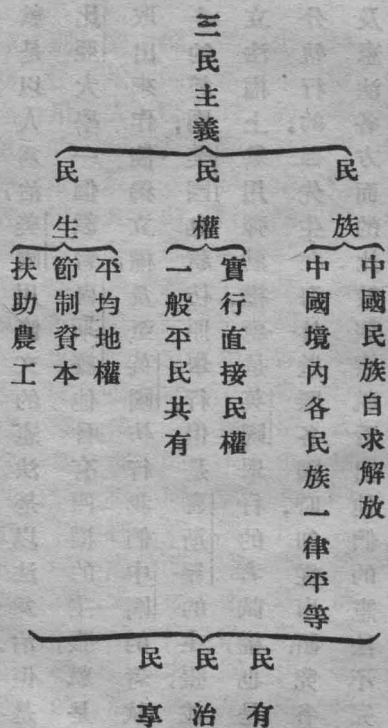 三民主義
民族
中國民族自求解放
中國境內各民族一律平等
民權
實行直接民權
一般平民共有
民生
平均地權
節制資本
扶助農工
民有
民治
民享